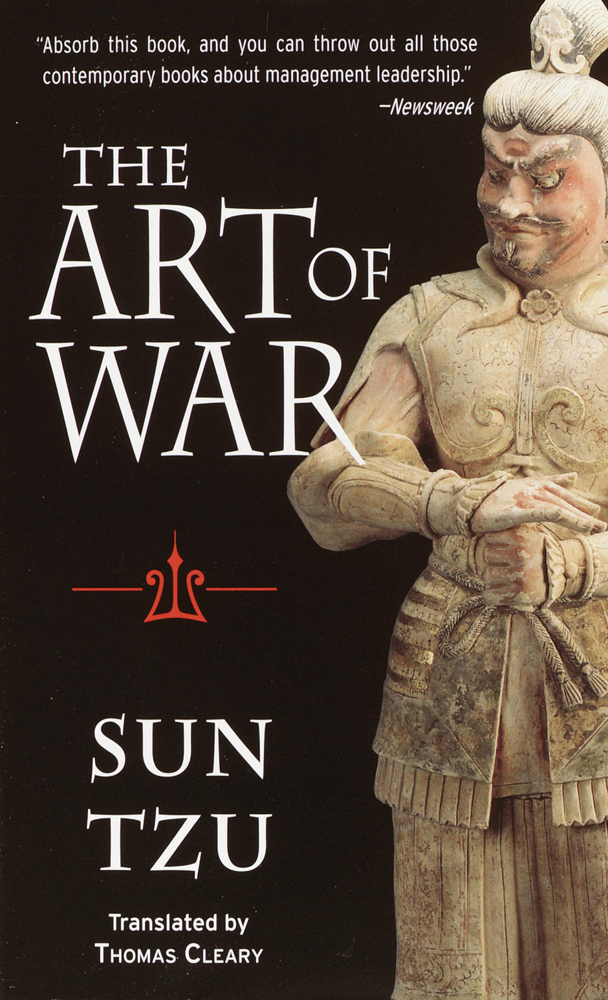 “Absorb this book, and you can throw out all those
contemporary books about management leadership.”
—Newsweek
THE
ART OF
WAR
SUN
TZU
Translated by
THOMAS CLEARY